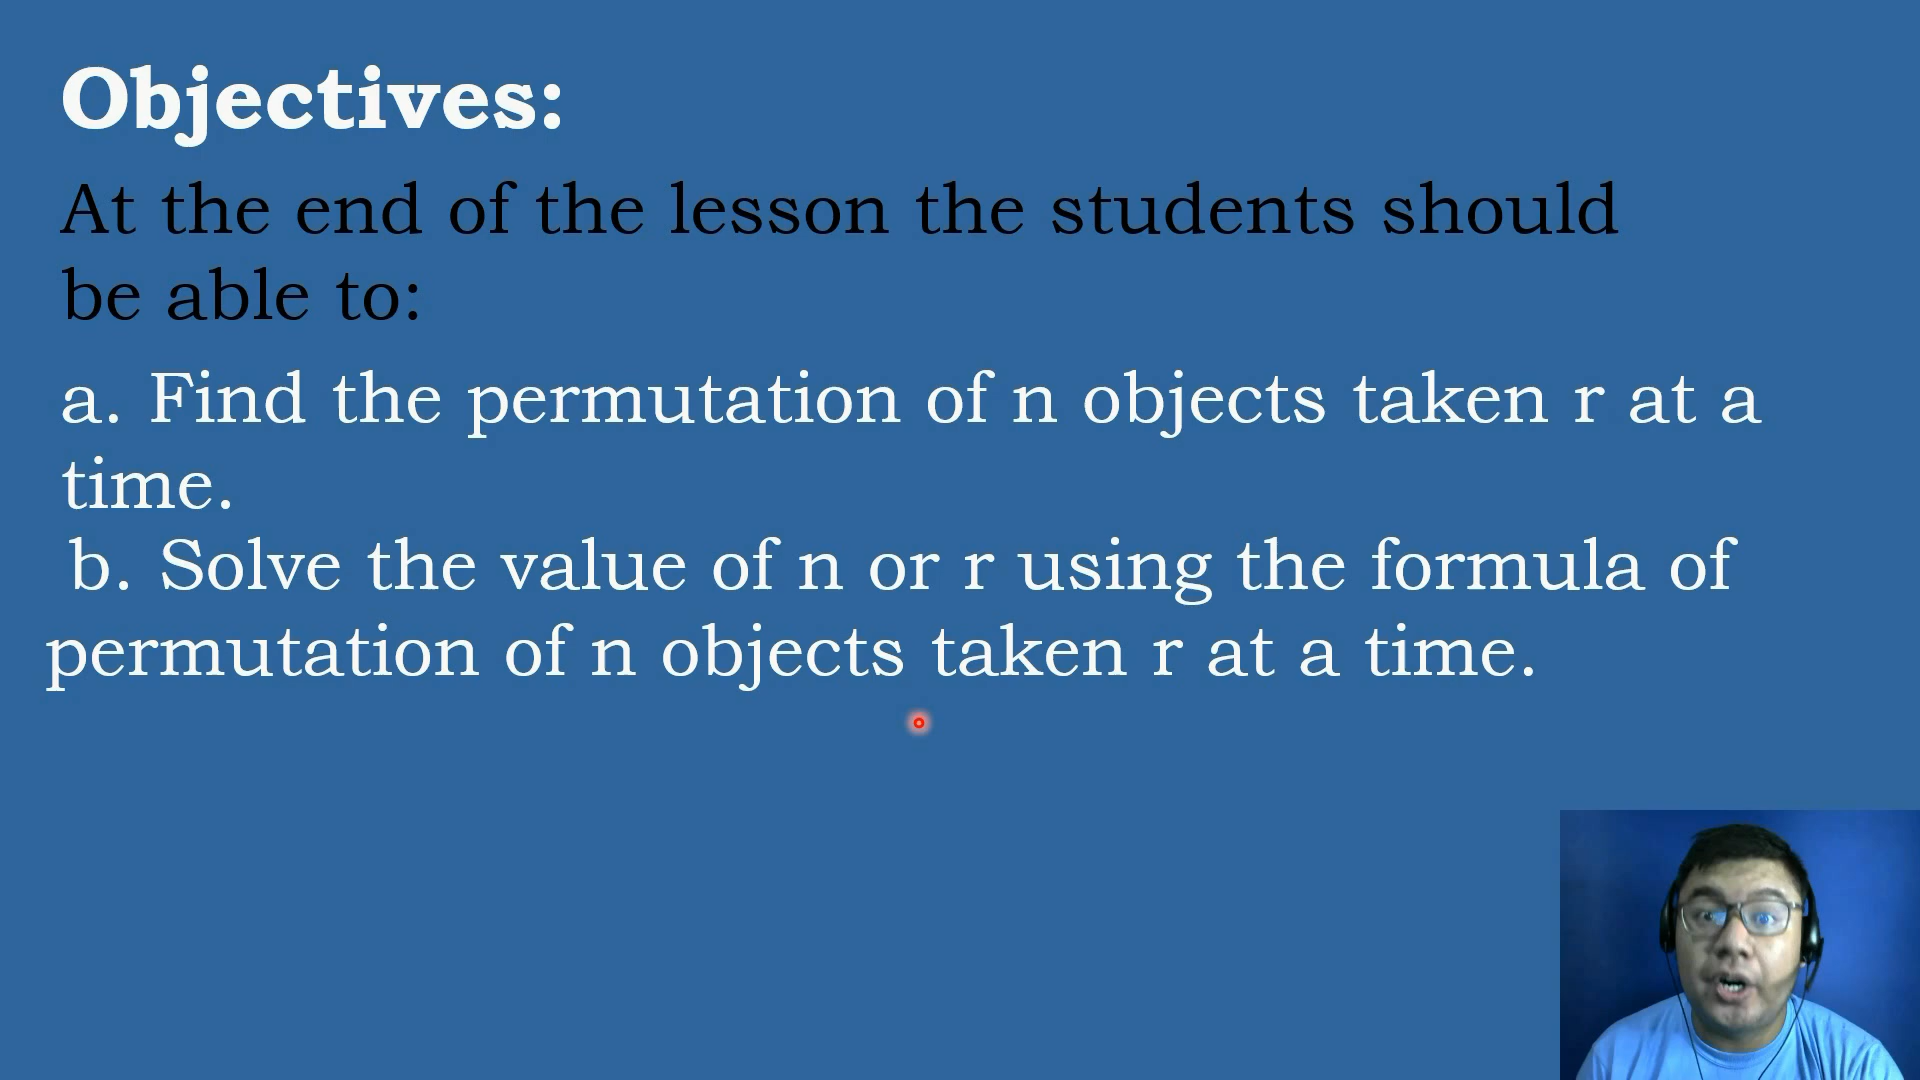 Objectives:
At the end of the lesson the students should
be able to:
a. Find the permutation of n objects taken r at a
time.
b. Solve the value of n or r using the formula of
permutation of n objects taken r at a time.